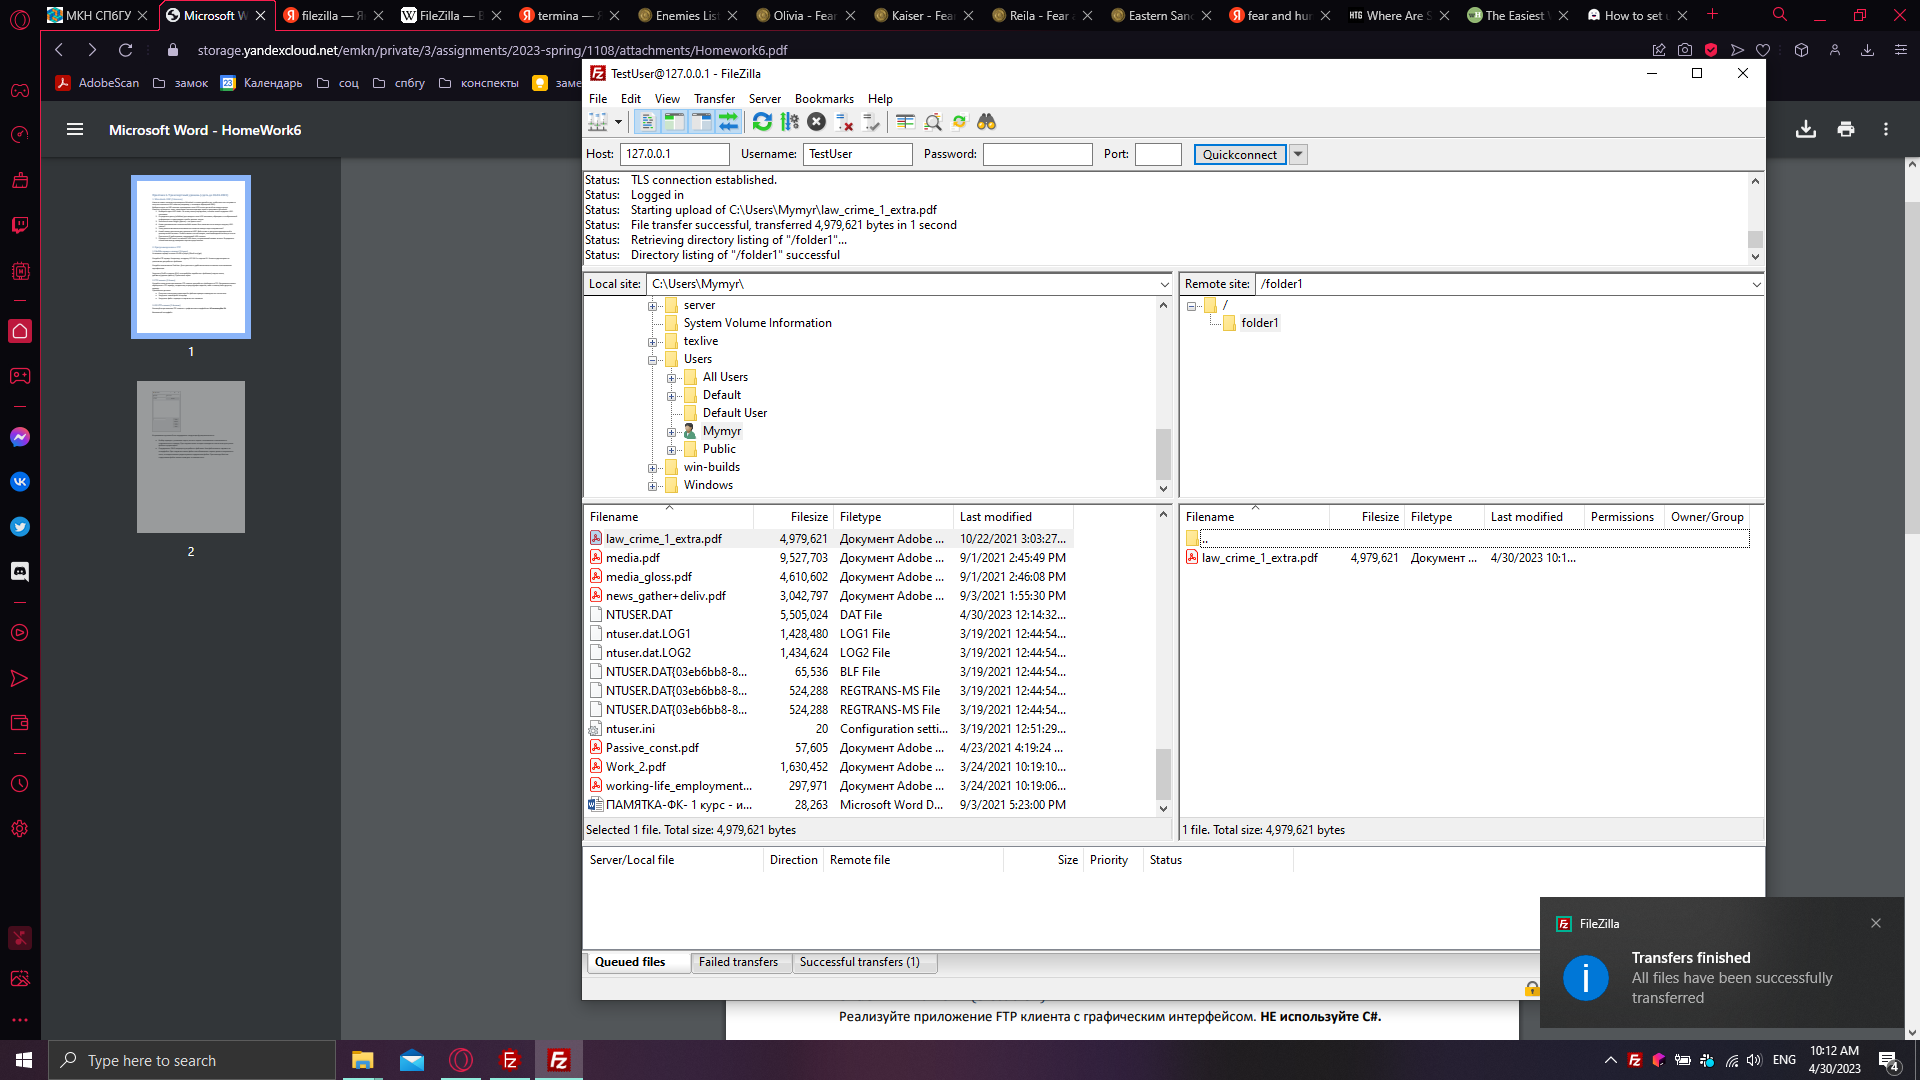 МКН СПбГУ
Microsoft W
filezilla — Я
FileZilla — В
termina — Я
Enemies List
Olivia - Fear
Kaiser - Fear
Reila - Fear a
Eastern Sanc
fear and hun
Where Are S
The Easiest W
How to set u
storage.yandexcloud.net/emkn/private/3/assignments/2023-spring/1108/attachments/Homework6.pdf
AdobeScan замок Календарь соц спбгу конспекты заме
Microsoft Word - HomeWork6
1
2
TestUser@127.0.0.1 - FileZilla
File Edit View Transfer Server Bookmarks Help
Host: 127.0.0.1 Username: TestUser Password: Port: Quickconnect
Status: TLS connection established.
Status: Logged in
Status: Starting upload of C:\Users\Mymyr\law_crime_1_extra.pdf
Status: File transfer successful, transferred 4,979,621 bytes in 1 second
Status: Retrieving directory listing of "/folder1"...
Status: Directory listing of "/folder1" successful
Local site: C:\Users\Mymyr\
server
System Volume Information
texlive
Users
All Users
Default
Default User
Mymyr
Public
win-builds
Windows
Remote site: /folder1
/
folder1
Filename Filesize Filetype Last modified
law_crime_1_extra.pdf 4,979,621 Документ Adobe ... 10/22/2021 3:03:27...
media.pdf 9,527,703 Документ Adobe ... 9/1/2021 2:45:49 PM
media_gloss.pdf 4,610,602 Документ Adobe ... 9/1/2021 2:46:08 PM
news_gather+deliv.pdf 3,042,797 Документ Adobe ... 9/3/2021 1:55:30 PM
NTUSER.DAT 5,505,024 DAT File 4/30/2023 12:14:32...
ntuser.dat.LOG1 1,428,480 LOG1 File 3/19/2021 12:44:54...
ntuser.dat.LOG2 1,434,624 LOG2 File 3/19/2021 12:44:54...
NTUSER.DAT{03eb6bb8-8... 65,536 BLF File 3/19/2021 12:44:54...
NTUSER.DAT{03eb6bb8-8... 524,288 REGTRANS-MS File 3/19/2021 12:44:54...
NTUSER.DAT{03eb6bb8-8... 524,288 REGTRANS-MS File 3/19/2021 12:44:54...
ntuser.ini 20 Configuration setti... 3/19/2021 12:51:29...
Passive_const.pdf 57,605 Документ Adobe ... 4/23/2021 4:19:24 ...
Work_2.pdf 1,630,452 Документ Adobe ... 3/24/2021 10:19:10...
working-life_employment... 297,971 Документ Adobe ... 3/24/2021 10:19:06...
ПАМЯТКА-ФК- 1 курс - и... 28,263 Microsoft Word D... 9/3/2021 5:23:00 PM
Selected 1 file. Total size: 4,979,621 bytes
Filename Filesize Filetype Last modified Permissions Owner/Group
..
law_crime_1_extra.pdf 4,979,621 Документ ... 4/30/2023 10:1...
1 file. Total size: 4,979,621 bytes
Server/Local file Direction Remote file Size Priority Status
Queued files Failed transfers Successful transfers (1)
FileZilla
Transfers finished
All files have been successfully
transferred
Реализуйте приложение FTP клиента с графическим интерфейсом. НЕ используйте C#.
Type here to search
ENG
10:12 AM
4/30/2023
4